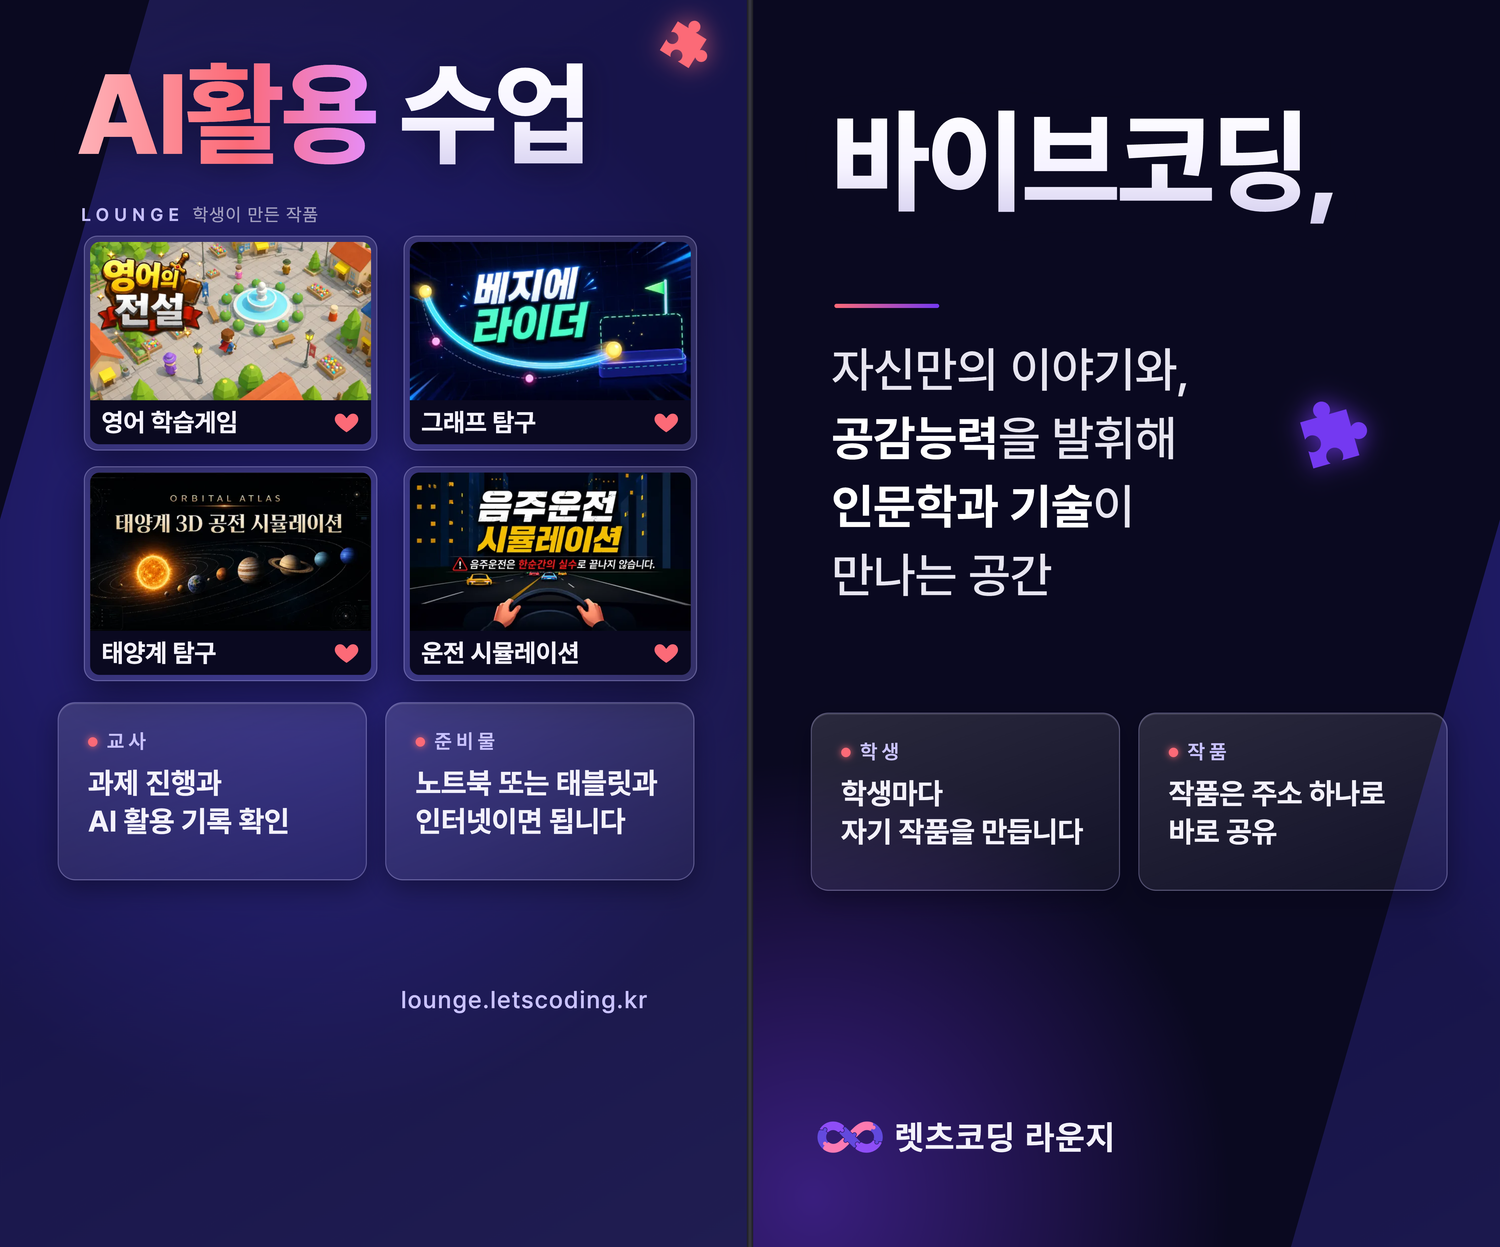 AI활용 수업
LOUNGE 학생이 만든 작품
영어의
전설
영어 학습게임
베지에
라이더
그래프 탐구
ORBITAL ATLAS
태양계 3D 공전 시뮬레이션
태양계 탐구
음주운전
시뮬레이션
음주운전은 한순간의 실수로 끝나지 않습니다.
운전 시뮬레이션
교사
과제 진행과
AI 활용 기록 확인
준비물
노트북 또는 태블릿과
인터넷이면 됩니다
lounge.letscoding.kr
바이브코딩,
자신만의 이야기와,
공감능력을 발휘해
인문학과 기술이
만나는 공간
학생
학생마다
자기 작품을 만듭니다
작품
작품은 주소 하나로
바로 공유
렛츠코딩 라운지